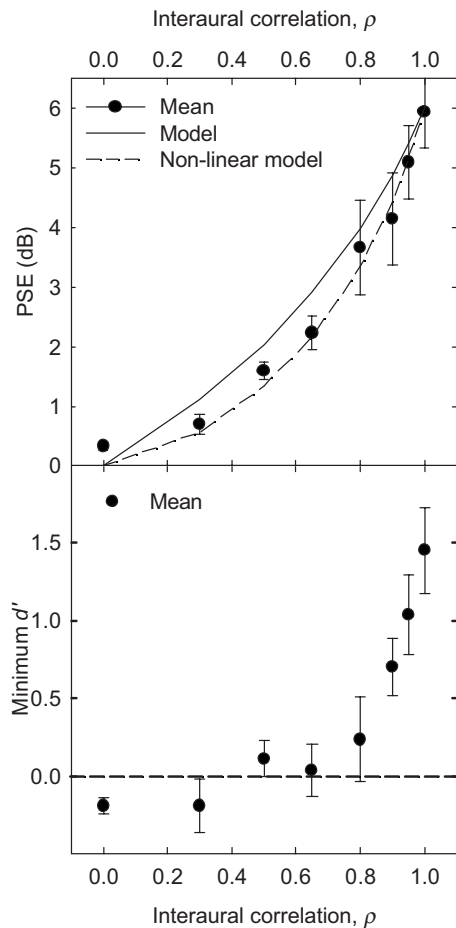 Interaural correlation, ρ
0.0 0.2 0.4 0.6 0.8 1.0
Mean
Model
Non-linear model
PSE (dB)
6
5
4
3
2
1
0
Mean
Minimum d′
1.5
1.0
0.5
0.0
0.0 0.2 0.4 0.6 0.8 1.0
Interaural correlation, ρ